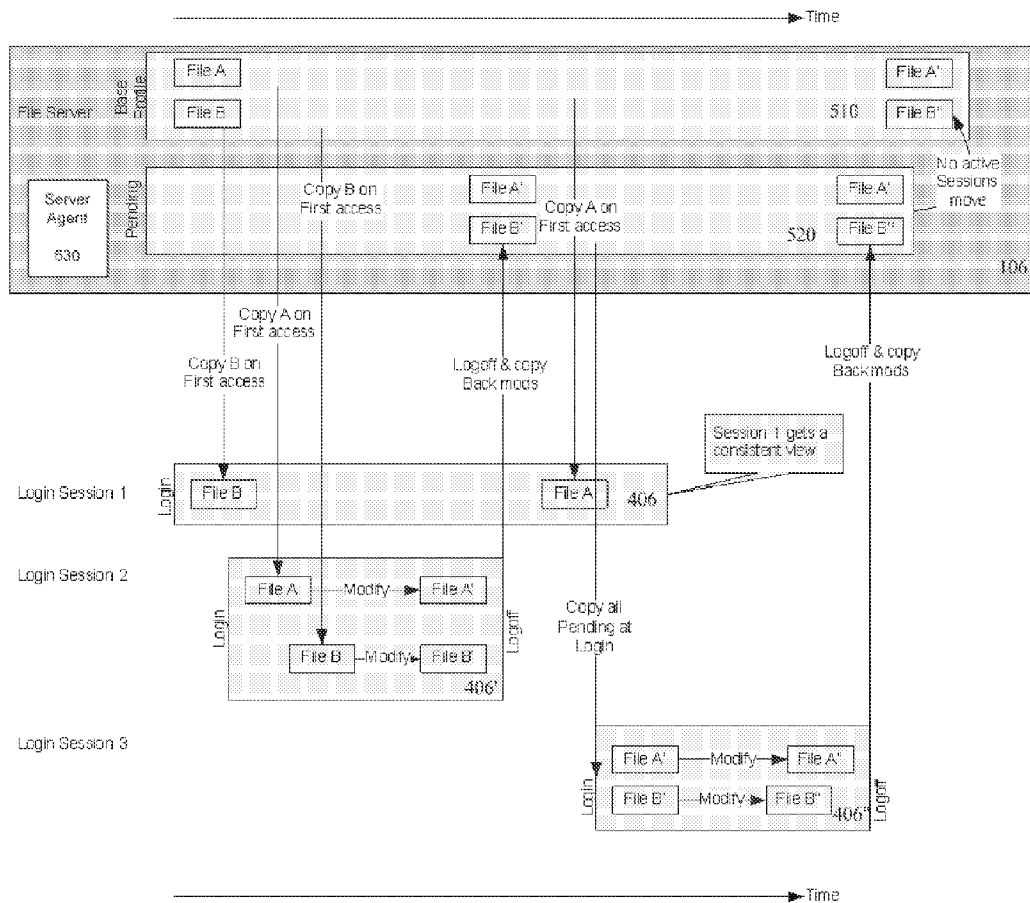 Time
File Server
Base
Profile
File A
File B
510
File A'
File B''
Server
Agent
530
Pending
Copy B on
First access
File A'
File B'
Copy A on
First access
520
File A'
File B''
No active
Sessions
move
106
Copy A on
First access
Copy B on
First access
Logoff & copy
Back mods
Logoff & copy
Back mods
Session 1 gets a
consistent view
Login Session 1
Login
File B
File A
406
Login Session 2
Login
File A
Modify
File A'
File B
Modify
File B'
406'
Logoff
Copy all
Pending at
Login
Login Session 3
Login
File A'
Modify
File A''
File B'
Modify
File B''
406''
Logoff
Time